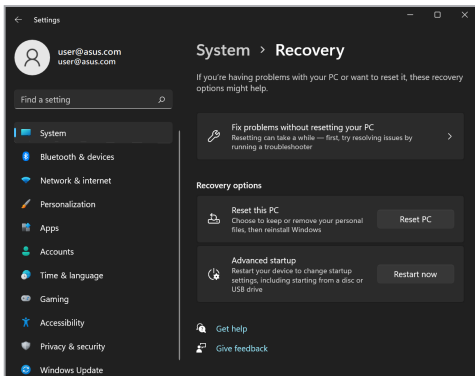 Settings
user@asus.com
user@asus.com
Find a setting
System
Bluetooth & devices
Network & internet
Personalization
Apps
Accounts
Time & language
Gaming
Accessibility
Privacy & security
Windows Update
System > Recovery
If you're having problems with your PC or want to reset it, these recovery
options might help.
Fix problems without resetting your PC
Resetting can take a while — first, try resolving issues by
running a troubleshooter
Recovery options
Reset this PC
Choose to keep or remove your personal
files, then reinstall Windows
Reset PC
Advanced startup
Restart your device to change startup
settings, including starting from a disc or
USB drive
Restart now
Get help
Give feedback